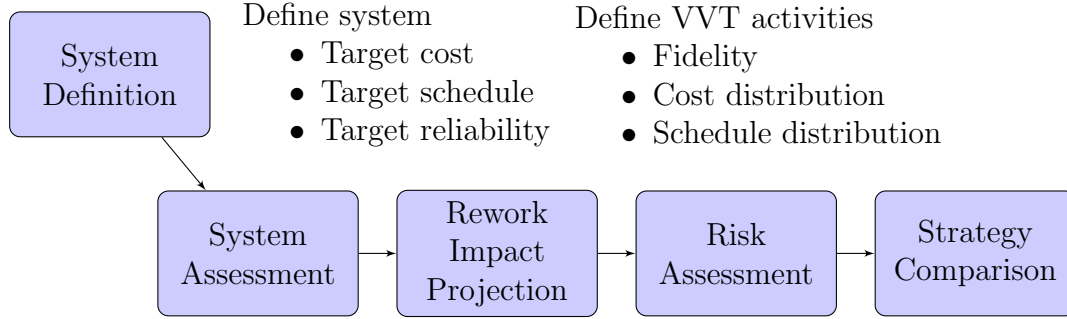 System
Definition
Define system
• Target cost
• Target schedule
• Target reliability
Define VVT activities
• Fidelity
• Cost distribution
• Schedule distribution
System
Assessment
Rework
Impact
Projection
Risk
Assessment
Strategy
Comparison